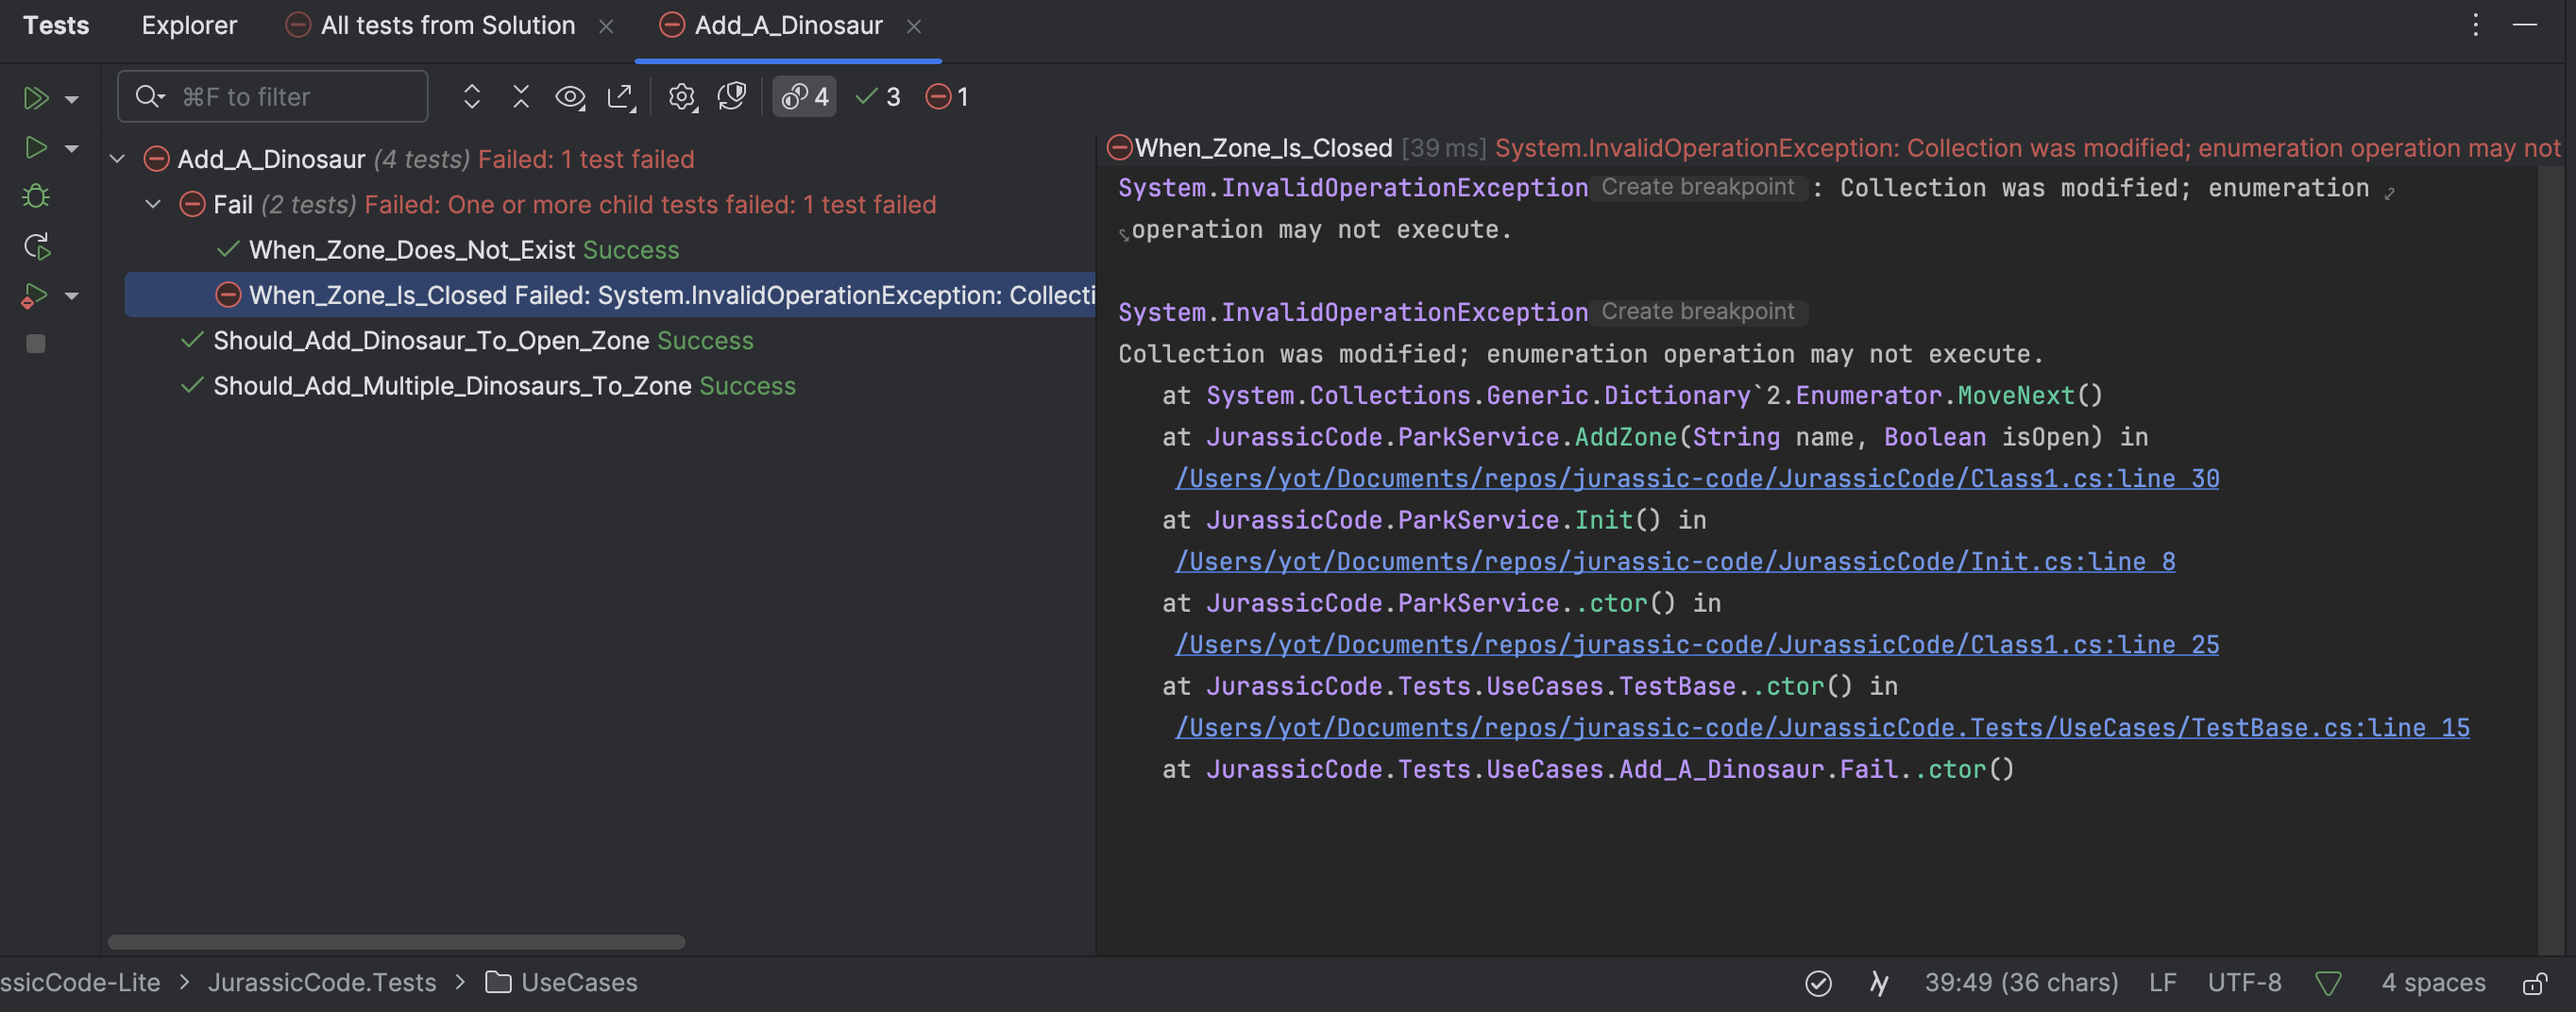 Tests Explorer All tests from Solution Add_A_Dinosaur
⌘F to filter 4 3 1
Add_A_Dinosaur (4 tests) Failed: 1 test failed
Fail (2 tests) Failed: One or more child tests failed: 1 test failed
When_Zone_Does_Not_Exist Success
When_Zone_Is_Closed Failed: System.InvalidOperationException: Collecti
Should_Add_Dinosaur_To_Open_Zone Success
Should_Add_Multiple_Dinosaurs_To_Zone Success
When_Zone_Is_Closed [39 ms] System.InvalidOperationException: Collection was modified; enumeration operation may not
System.InvalidOperationException Create breakpoint : Collection was modified; enumeration
operation may not execute.
System.InvalidOperationException Create breakpoint
Collection was modified; enumeration operation may not execute.
at System.Collections.Generic.Dictionary`2.Enumerator.MoveNext()
at JurassicCode.ParkService.AddZone(String name, Boolean isOpen) in
/Users/yot/Documents/repos/jurassic-code/JurassicCode/Class1.cs:line 30
at JurassicCode.ParkService.Init() in
/Users/yot/Documents/repos/jurassic-code/JurassicCode/Init.cs:line 8
at JurassicCode.ParkService..ctor() in
/Users/yot/Documents/repos/jurassic-code/JurassicCode/Class1.cs:line 25
at JurassicCode.Tests.UseCases.TestBase..ctor() in
/Users/yot/Documents/repos/jurassic-code/JurassicCode.Tests/UseCases/TestBase.cs:line 15
at JurassicCode.Tests.UseCases.Add_A_Dinosaur.Fail..ctor()
ssicCode-Lite > JurassicCode.Tests > UseCases 39:49 (36 chars) LF UTF-8 4 spaces